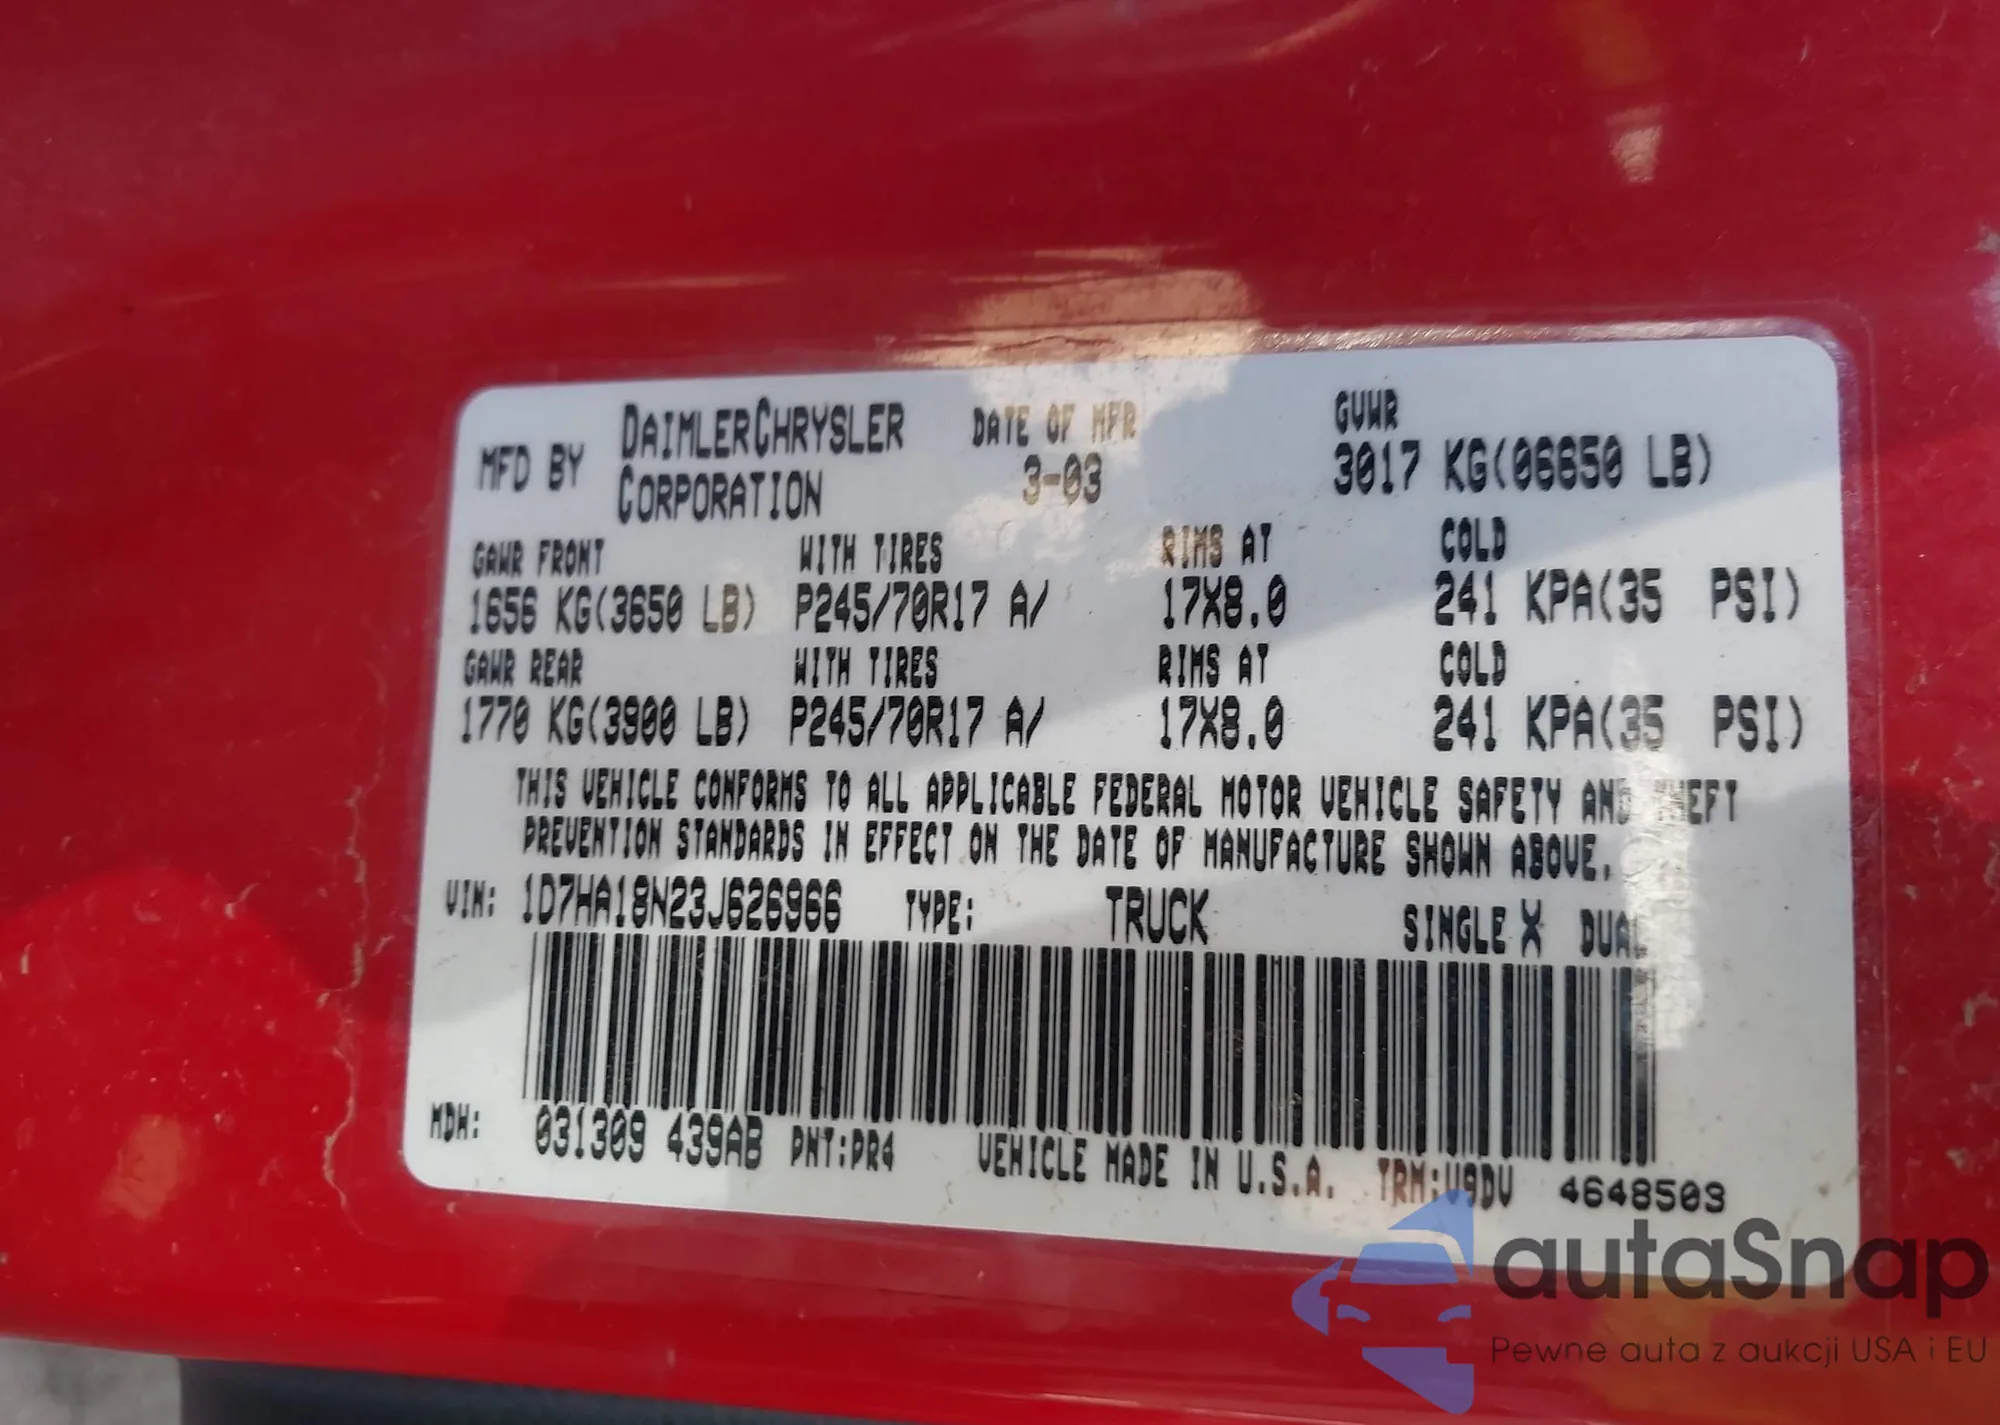 MFD BY DAIMLERCHRYSLER CORPORATION DATE OF MFR 3-03 GVWR 3017 KG(06650 LB)
GAWR FRONT WITH TIRES RIMS AT COLD
1656 KG(3650 LB) P245/70R17 A/ 17X8.0 241 KPA(35 PSI)
GAWR REAR WITH TIRES RIMS AT COLD
1770 KG(3900 LB) P245/70R17 A/ 17X8.0 241 KPA(35 PSI)
THIS VEHICLE CONFORMS TO ALL APPLICABLE FEDERAL MOTOR VEHICLE SAFETY AND THEFT
PREVENTION STANDARDS IN EFFECT ON THE DATE OF MANUFACTURE SHOWN ABOVE.
VIN: 1D7HA18N23J626966 TYPE: TRUCK SINGLE X DUAL
MDH: 031309 439AB PNT:PR4 VEHICLE MADE IN U.S.A. TRM:V9DV 4648503
autaSnap
Pewne auta z aukcji USA i EU